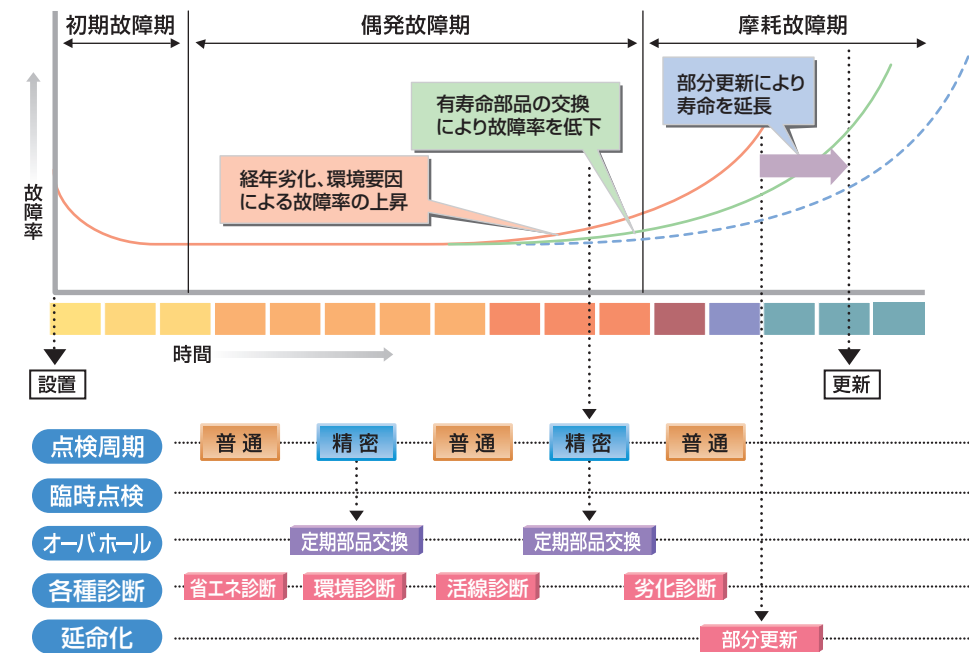 初期故障期
偶発故障期
摩耗故障期
部分更新により
寿命を延長
有寿命部品の交換
により故障率を低下
経年劣化、環境要因
による故障率の上昇
故障率
時間
設置
更新
点検周期
普通
精密
普通
精密
普通
臨時点検
オーバホール
定期部品交換
定期部品交換
各種診断
省エネ診断
環境診断
活線診断
劣化診断
延命化
部分更新